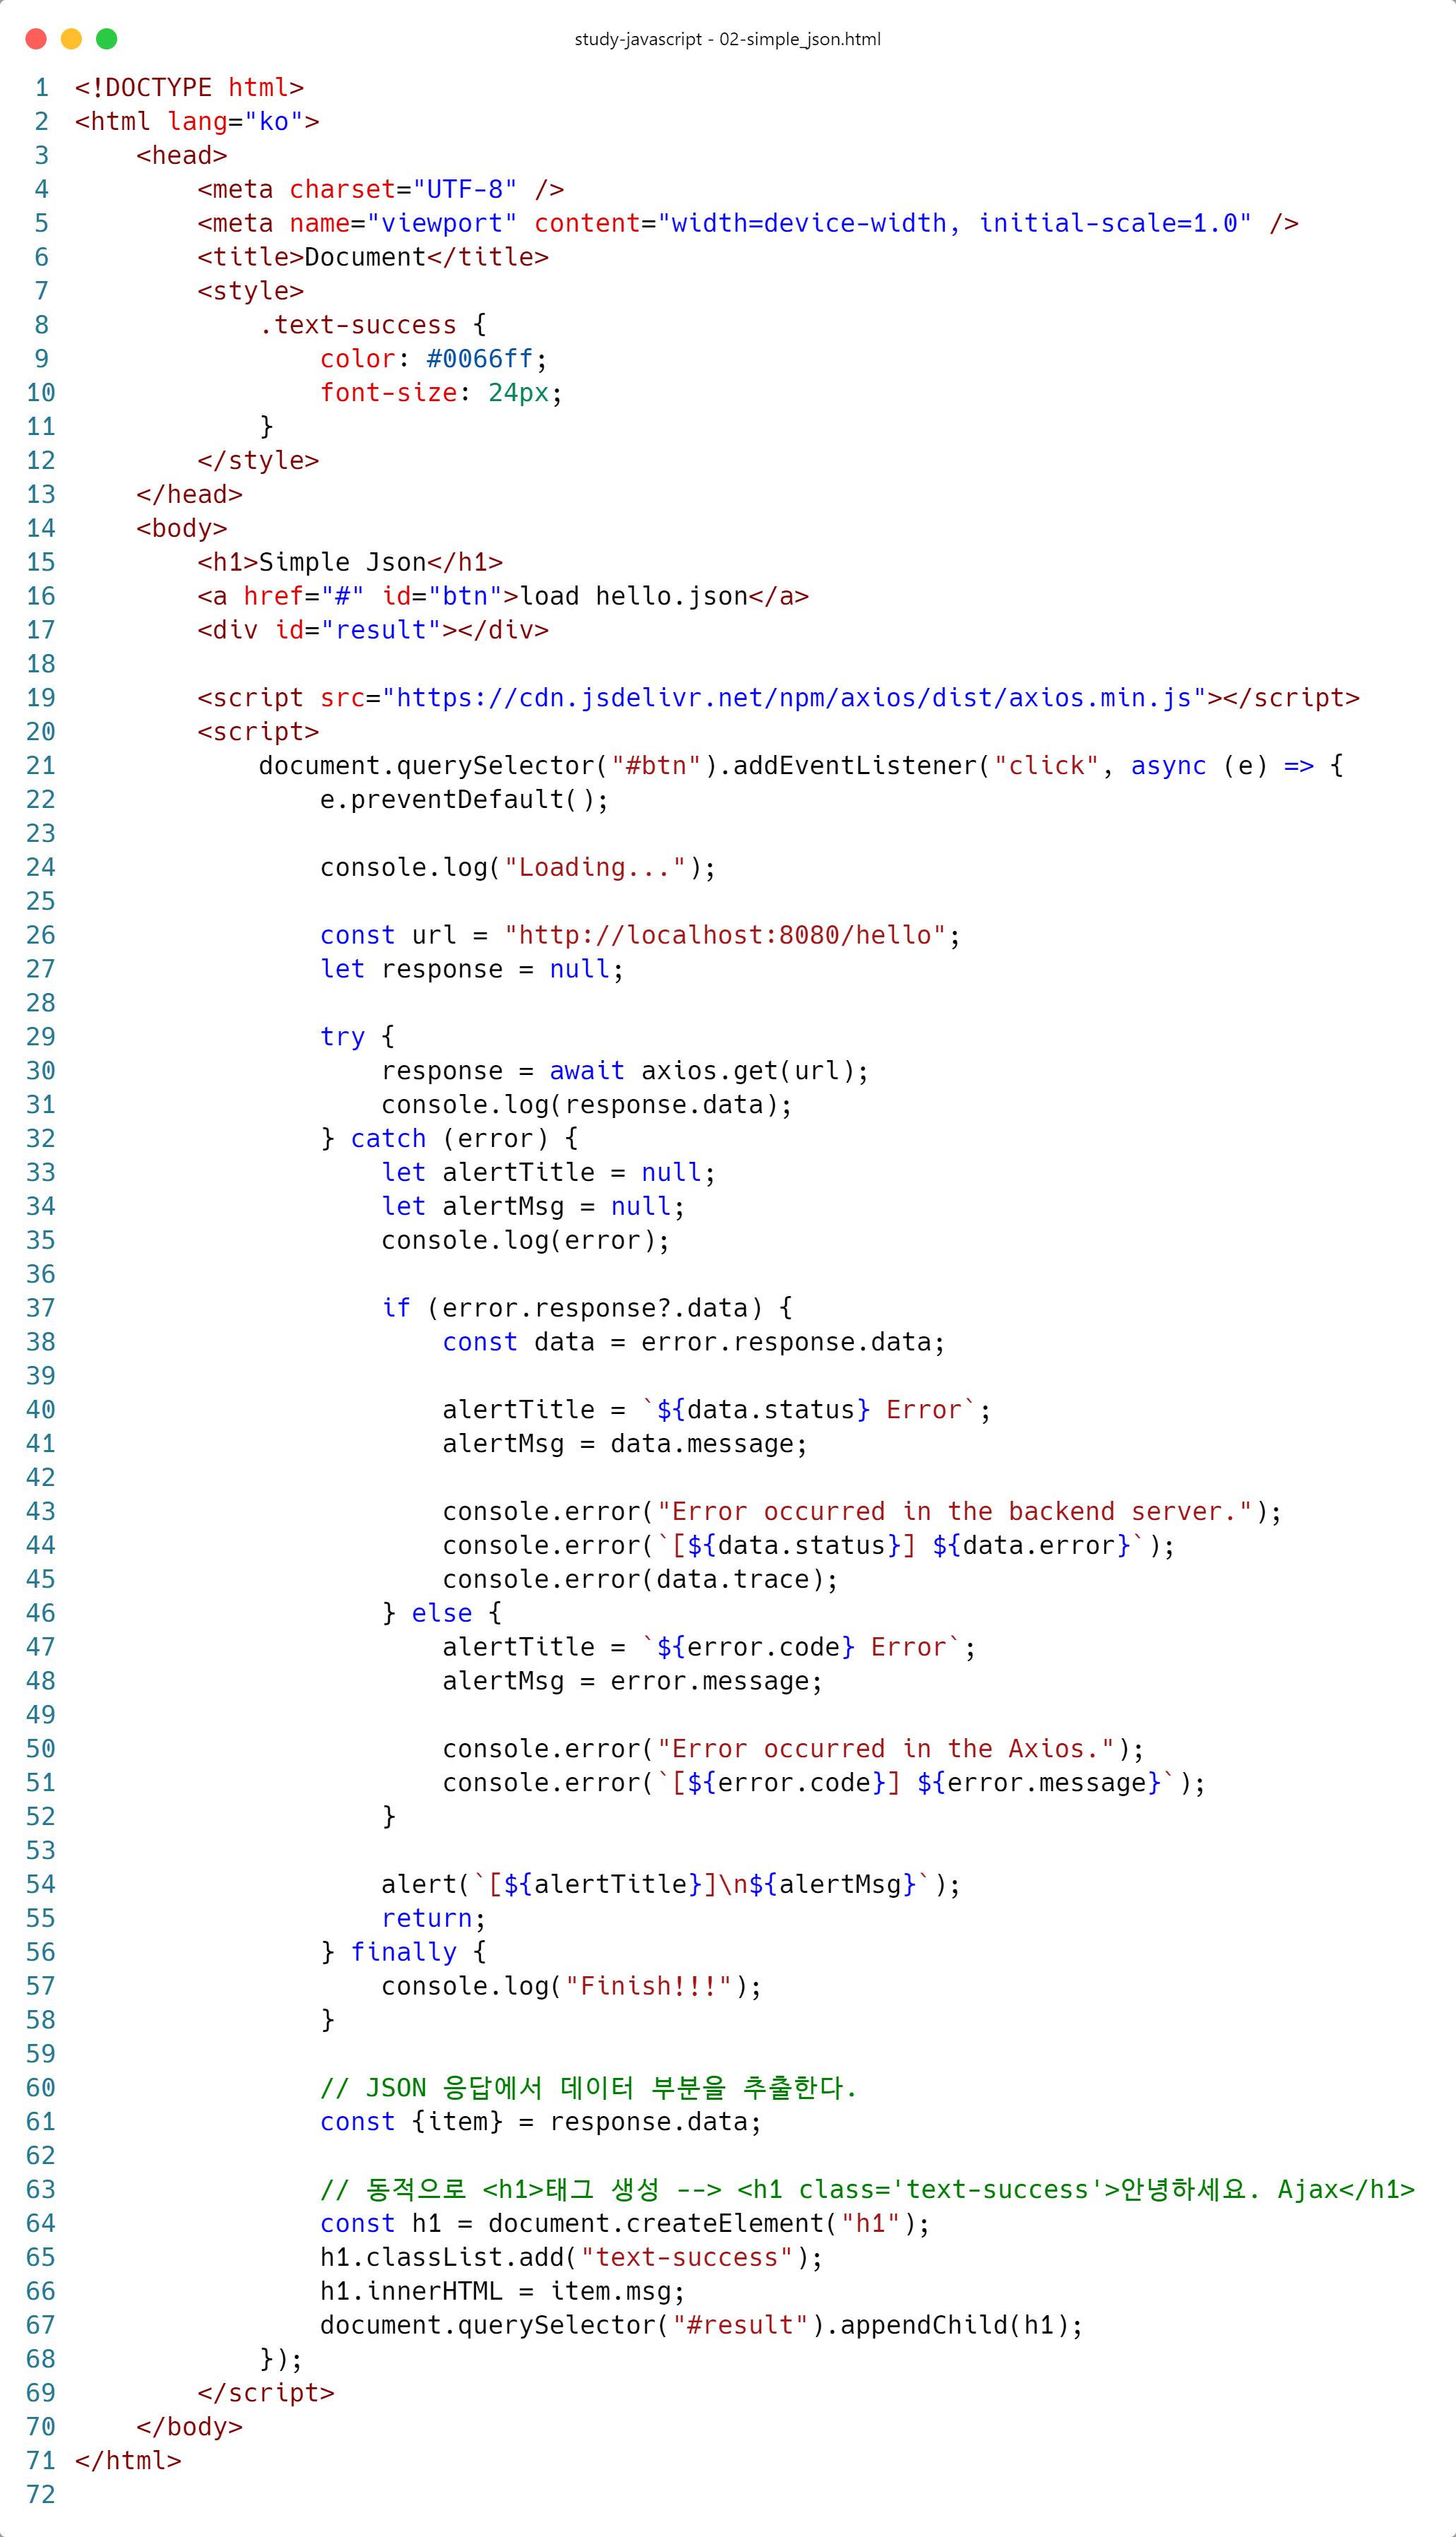 study-javascript - 02-simple_json.html
1 <!DOCTYPE html>
2 <html lang="ko">
3     <head>
4         <meta charset="UTF-8" />
5         <meta name="viewport" content="width=device-width, initial-scale=1.0" />
6         <title>Document</title>
7         <style>
8             .text-success {
9                 color: #0066ff;
10                 font-size: 24px;
11             }
12         </style>
13     </head>
14     <body>
15         <h1>Simple Json</h1>
16         <a href="#" id="btn">load hello.json</a>
17         <div id="result"></div>
18
19         <script src="https://cdn.jsdelivr.net/npm/axios/dist/axios.min.js"></script>
20         <script>
21             document.querySelector("#btn").addEventListener("click", async (e) => {
22                 e.preventDefault();
23
24                 console.log("Loading...");
25
26                 const url = "http://localhost:8080/hello";
27                 let response = null;
28
29                 try {
30                     response = await axios.get(url);
31                     console.log(response.data);
32                 } catch (error) {
33                     let alertTitle = null;
34                     let alertMsg = null;
35                     console.log(error);
36
37                     if (error.response?.data) {
38                         const data = error.response.data;
39
40                         alertTitle = `${data.status} Error`;
41                         alertMsg = data.message;
42
43                         console.error("Error occurred in the backend server.");
44                         console.error(`[${data.status}] ${data.error}`);
45                         console.error(data.trace);
46                     } else {
47                         alertTitle = `${error.code} Error`;
48                         alertMsg = error.message;
49
50                         console.error("Error occurred in the Axios.");
51                         console.error(`[${error.code}] ${error.message}`);
52                     }
53
54                     alert(`[${alertTitle}]\n${alertMsg}`);
55                     return;
56                 } finally {
57                     console.log("Finish!!!");
58                 }
59
60                 // JSON 응답에서 데이터 부분을 추출한다.
61                 const {item} = response.data;
62
63                 // 동적으로 <h1>태그 생성 --> <h1 class='text-success'>안녕하세요. Ajax</h1>
64                 const h1 = document.createElement("h1");
65                 h1.classList.add("text-success");
66                 h1.innerHTML = item.msg;
67                 document.querySelector("#result").appendChild(h1);
68             });
69         </script>
70     </body>
71 </html>
72